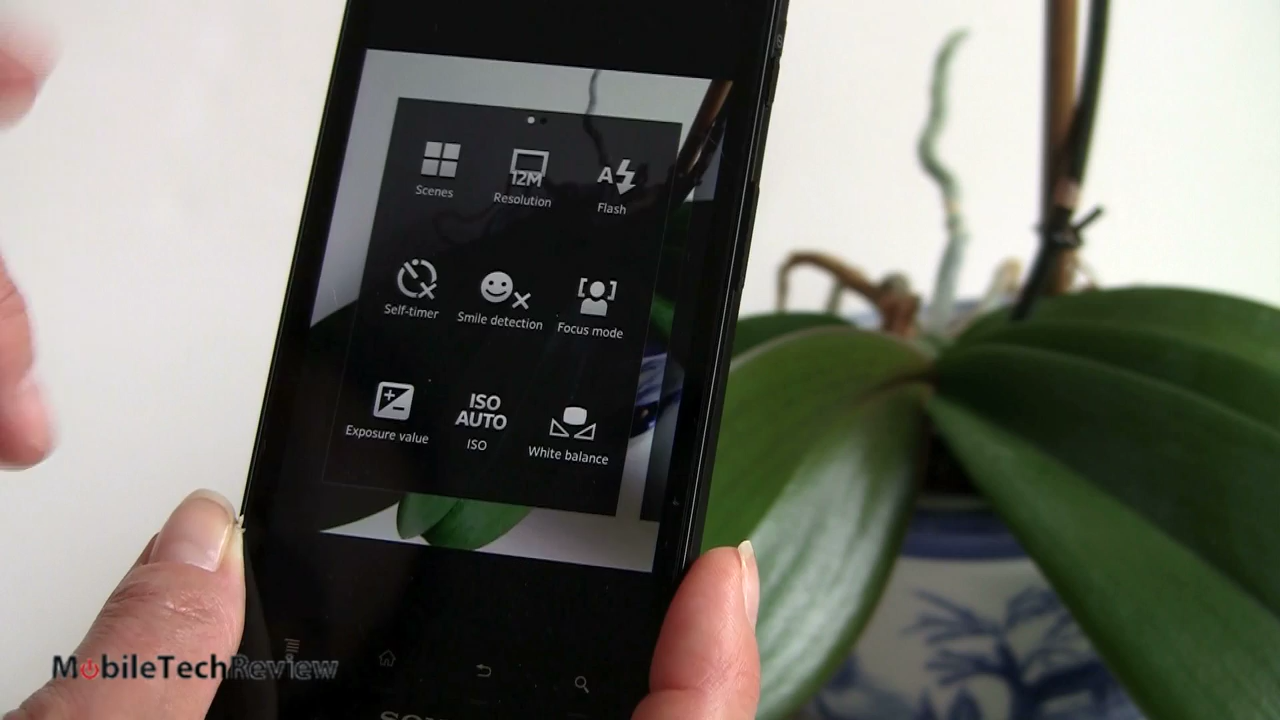 Scenes
12M
Resolution
A
Flash
Self-timer
Smile detection
Focus mode
Exposure value
ISO
AUTO
ISO
White balance
MobileTechReview